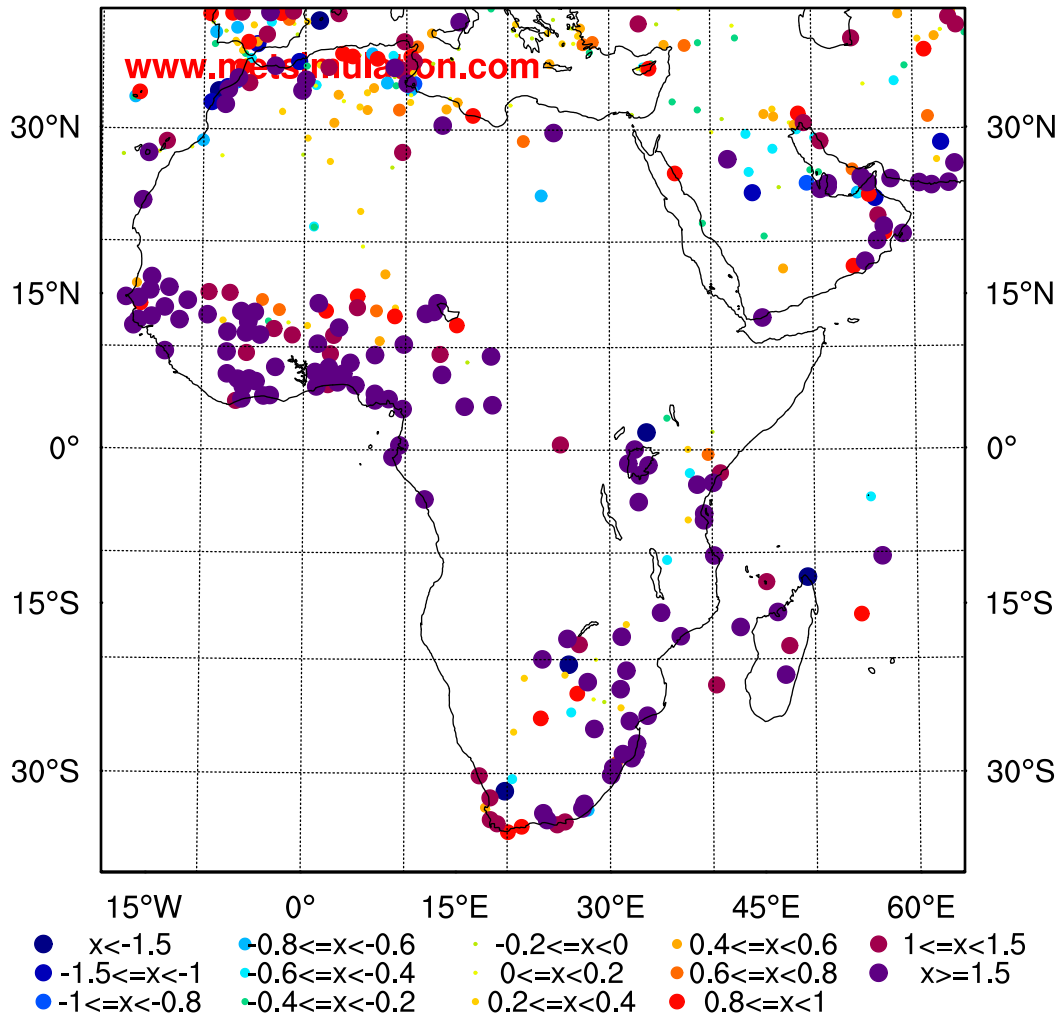 www.metsimulation.com
30°N 30°N
15°N 15°N
0° 0°
15°S 15°S
30°S 30°S
15°W 0° 15°E 30°E 45°E 60°E
x<-1.5 -0.8<=x<-0.6 -0.2<=x<0 0.4<=x<0.6 1<=x<1.5
-1.5<=x<-1 -0.6<=x<-0.4 0<=x<0.2 0.6<=x<0.8 x>=1.5
-1<=x<-0.8 -0.4<=x<-0.2 0.2<=x<0.4 0.8<=x<1